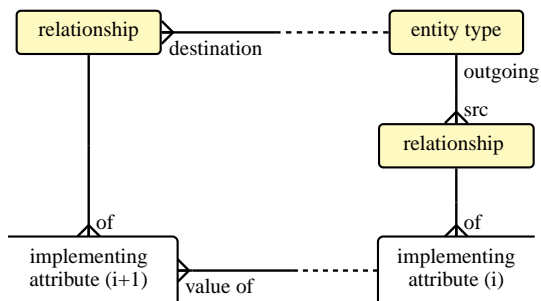 relationship
entity type
destination
outgoing
src
relationship
of
of
implementing
attribute (i+1)
implementing
attribute (i)
value of